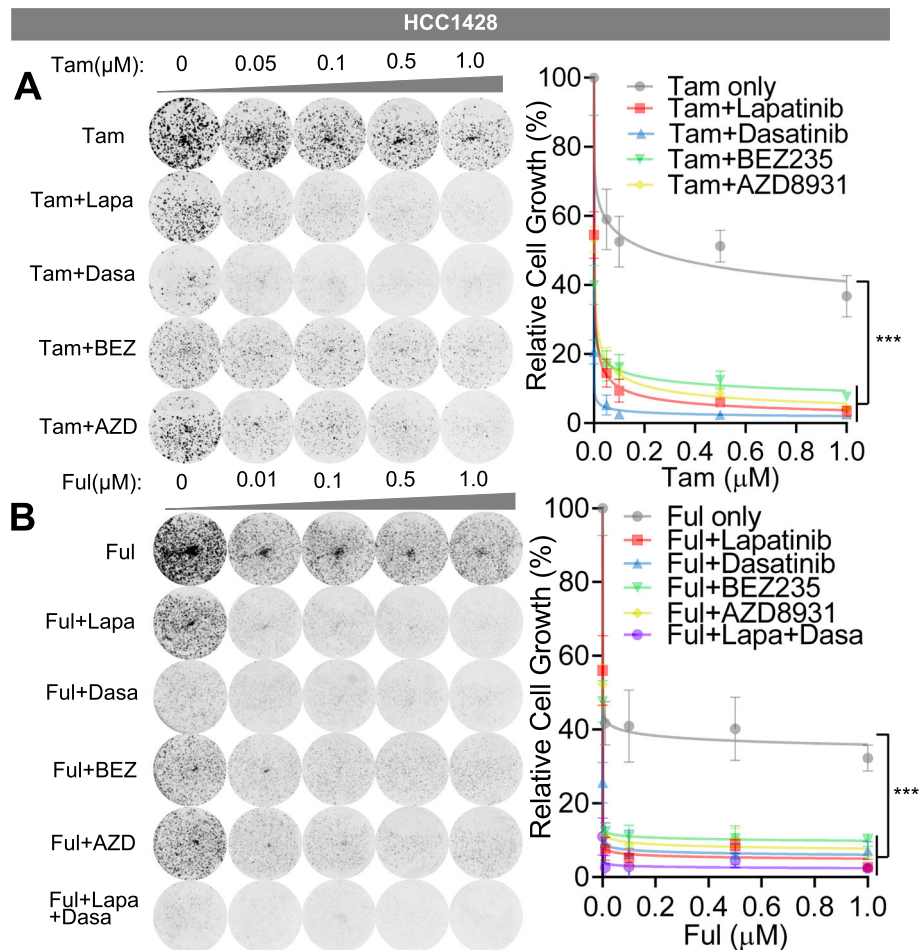 HCC1428
A
Tam(μM): 0 0.05 0.1 0.5 1.0
Tam
Tam+Lapa
Tam+Dasa
Tam+BEZ
Tam+AZD
Relative Cell Growth (%)
100
80
60
40
20
0
0.0 0.2 0.4 0.6 0.8 1.0
Tam (μM)
Tam only
Tam+Lapatinib
Tam+Dasatinib
Tam+BEZ235
Tam+AZD8931
***
B
Ful(μM): 0 0.01 0.1 0.5 1.0
Ful
Ful+Lapa
Ful+Dasa
Ful+BEZ
Ful+AZD
Ful+Lapa
+Dasa
Relative Cell Growth (%)
100
80
60
40
20
0
0.0 0.2 0.4 0.6 0.8 1.0
Ful (μM)
Ful only
Ful+Lapatinib
Ful+Dasatinib
Ful+BEZ235
Ful+AZD8931
Ful+Lapa+Dasa
***